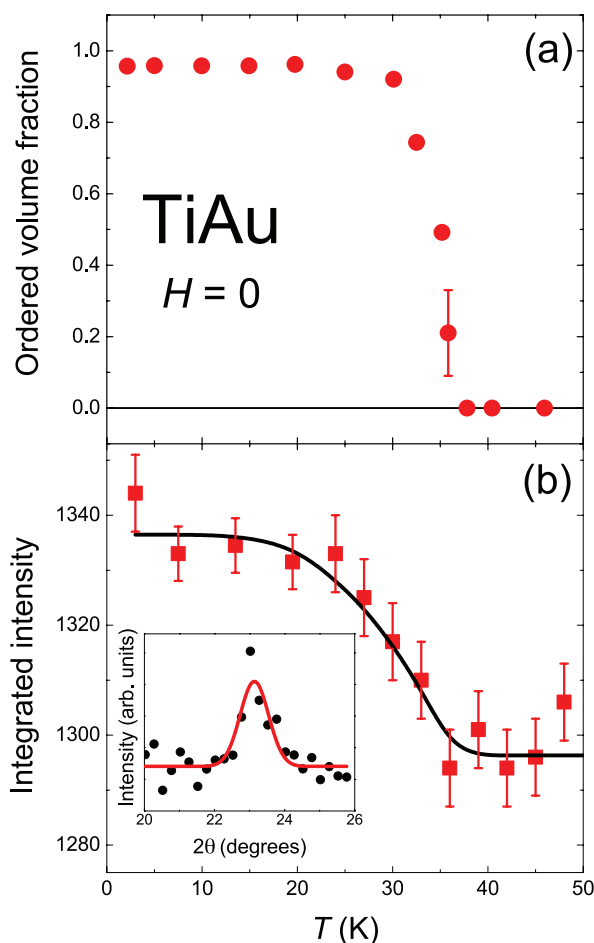 (a)
1.0
0.8
0.6
0.4
0.2
0.0
Ordered volume fraction
TiAu
H = 0
(b)
1340
1320
1300
1280
Integrated intensity
Intensity (arb. units)
20 22 24 26
2θ (degrees)
0 10 20 30 40 50
T (K)